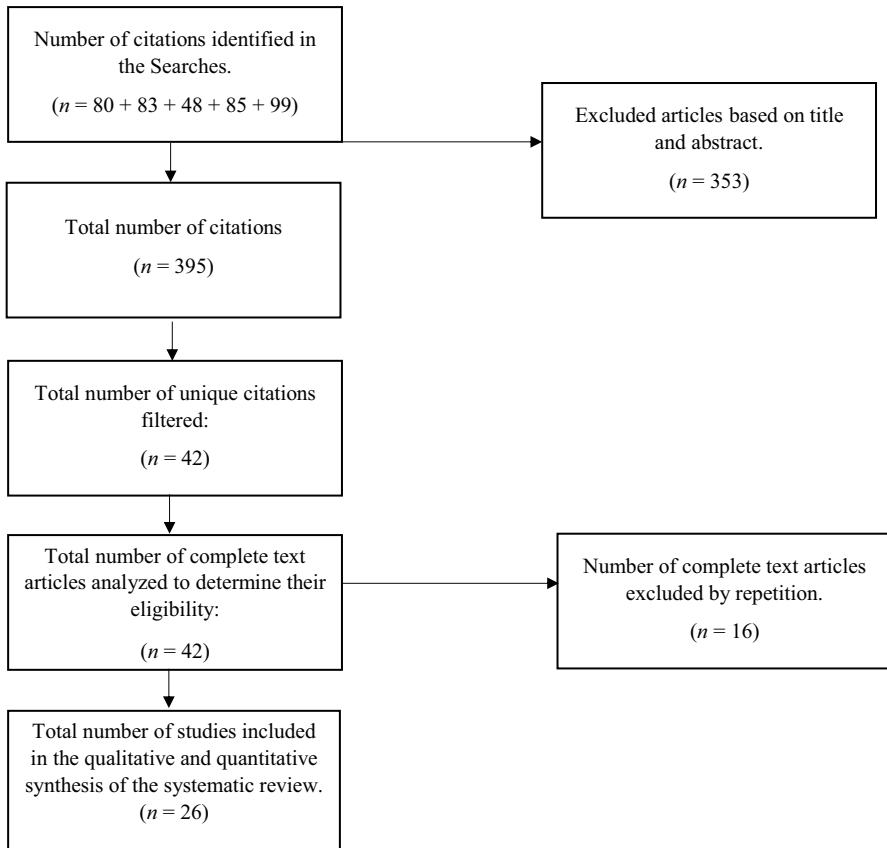 Number of citations identified in
the Searches.
(n = 80 + 83 + 48 + 85 + 99)
Excluded articles based on title
and abstract.
(n = 353)
Total number of citations
(n = 395)
Total number of unique citations
filtered:
(n = 42)
Total number of complete text
articles analyzed to determine their
eligibility:
(n = 42)
Number of complete text articles
excluded by repetition.
(n = 16)
Total number of studies included
in the qualitative and quantitative
synthesis of the systematic review.
(n = 26)